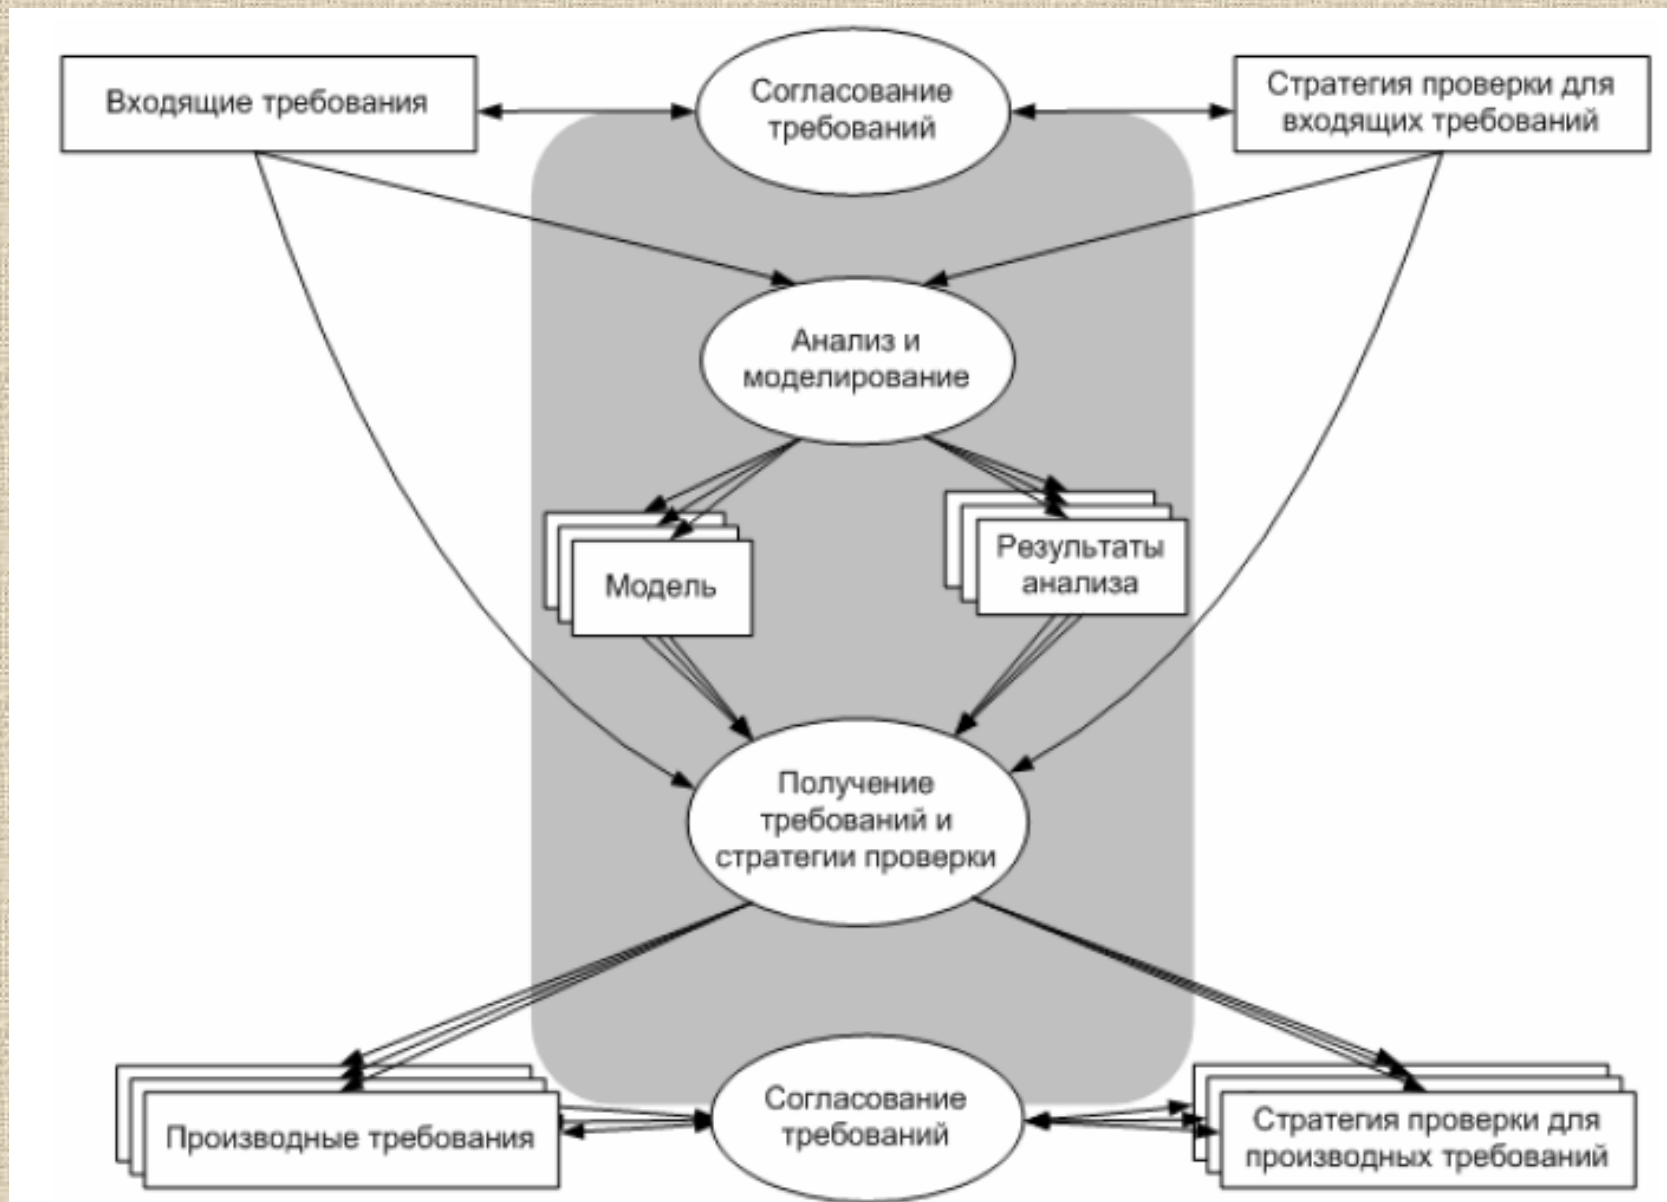 Входящие требования
Согласование
требований
Стратегия проверки для
входящих требований
Анализ и
моделирование
Модель
Результаты
анализа
Получение
требований и
стратегии проверки
Производные требования
Согласование
требований
Стратегия проверки для
производных требований